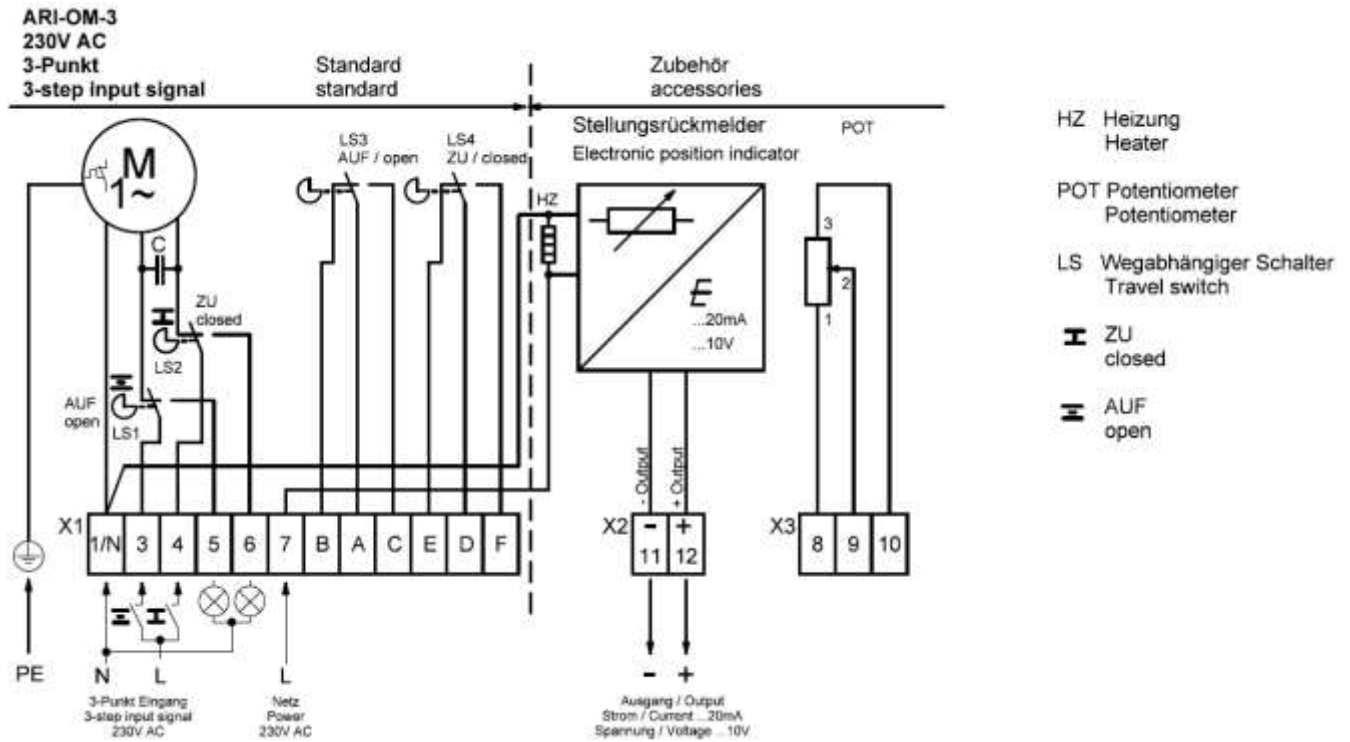 ARI-OM-3
230V AC
3-Punkt
3-step input signal
Standard
standard
Zubehör
accessories
M
1~
C
ZU
closed
LS2
AUF
open
LS1
LS3
AUF / open
LS4
ZU / closed
HZ
Stellungsrückmelder
Electronic position indicator
E
...20mA
...10V
POT
3
2
1
- Output
+ Output
X1
1/N 3 4 5 6 7 B A C E D F
X2
- +
11 12
X3
8 9 10
PE
N L
3-Punkt Eingang
3-step input signal
230V AC
L
Netz
Power
230V AC
- +
Ausgang / Output
Strom / Current ...20mA
Spannung / Voltage ...10V
HZ Heizung
Heater
POT Potentiometer
Potentiometer
LS Wegabhängiger Schalter
Travel switch
ZU
closed
AUF
open